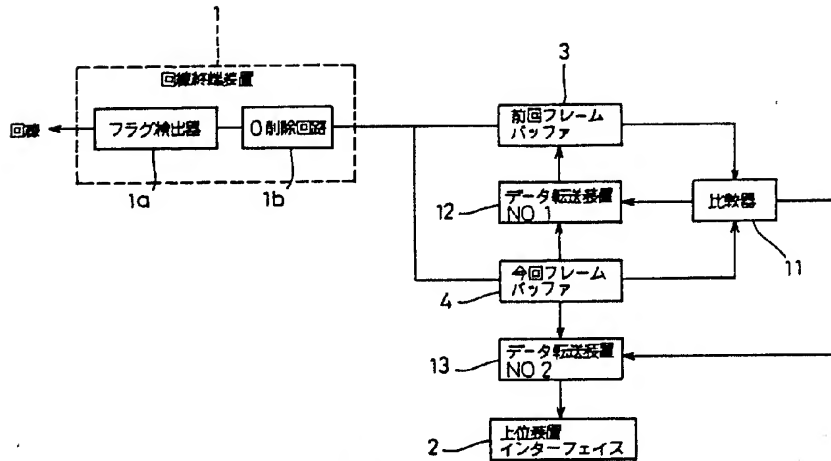 1
回線終端装置
回線
フラグ検出器
0削除回路
1a
1b
3
前回フレーム
バッファ
12
データ転送装置
NO 1
比較器
11
4
今回フレーム
バッファ
13
データ転送装置
NO 2
2
上位装置
インターフェイス